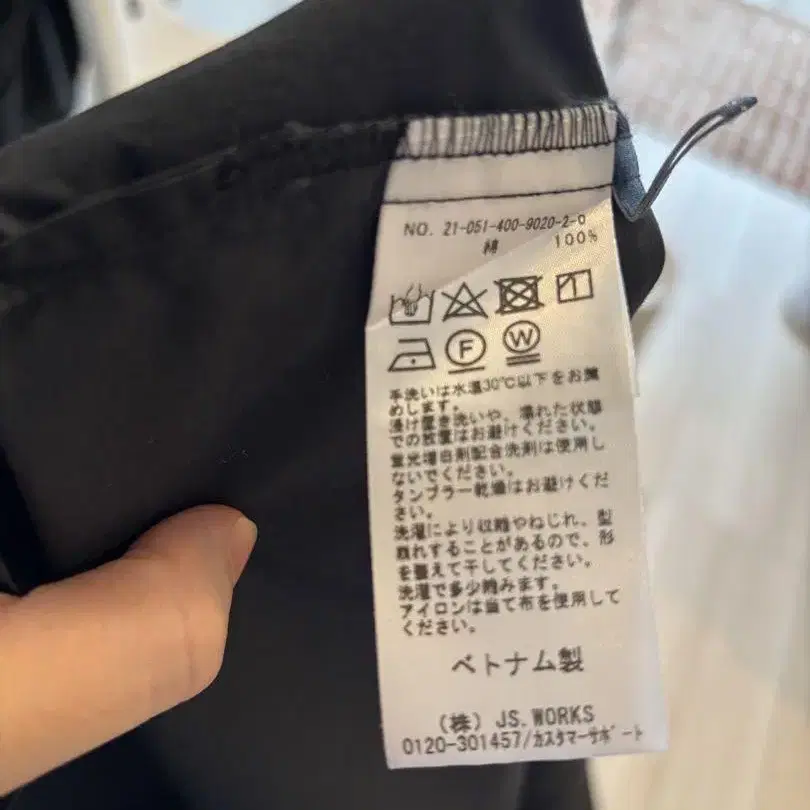 NO. 21-051-400-9020-2-0
綿 100%
F W
手洗いは水温30℃以下をお薦
めします。
浸け置き洗いや、濡れた状態
での放置はお避けください。
蛍光増白剤配合洗剤は使用し
ないでください。
タンブラー乾燥はお避けくだ
さい。
洗濯により収縮やねじれ、型
崩れすることがあるので、形
を整えて干してください。
洗濯で多少縮みます。
アイロンは当て布を使用して
ください。
ベトナム製
(株) JS.WORKS
0120-301457/カスタマーサポート